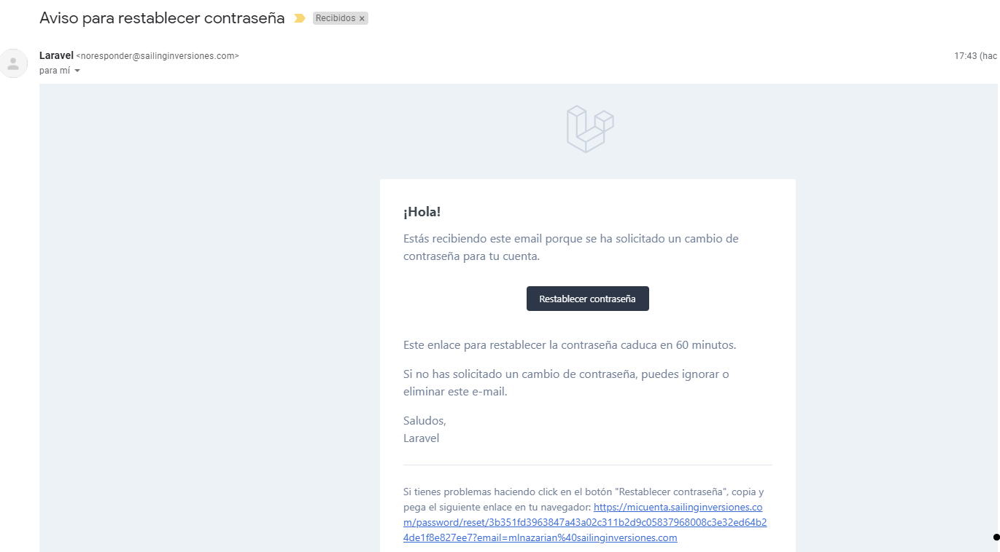 Aviso para restablecer contraseña
Recibidos ×
Laravel <noresponder@sailinginversiones.com>
17:43 (hac
para mí
¡Hola!
Estás recibiendo este email porque se ha solicitado un cambio de
contraseña para tu cuenta.
Restablecer contraseña
Este enlace para restablecer la contraseña caduca en 60 minutos.
Si no has solicitado un cambio de contraseña, puedes ignorar o
eliminar este e-mail.
Saludos,
Laravel
Si tienes problemas haciendo click en el botón "Restablecer contraseña", copia y
pega el siguiente enlace en tu navegador: https://micuenta.sailinginversiones.co
m/password/reset/3b351fd3963847a43a02c311b2d9c05837968008c3e32ed64b2
4de1f8e827ee7?email=mlnazarian%40sailinginversiones.com